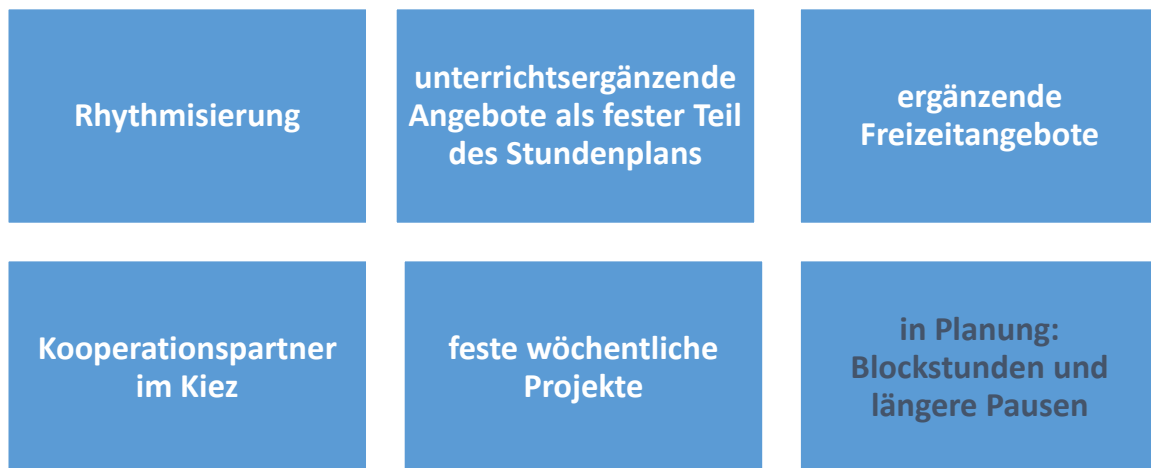 Rhythmisierung
unterrichtsergänzende
Angebote als fester Teil
des Stundenplans
ergänzende
Freizeitangebote
Kooperationspartner
im Kiez
feste wöchentliche
Projekte
in Planung:
Blockstunden und
längere Pausen